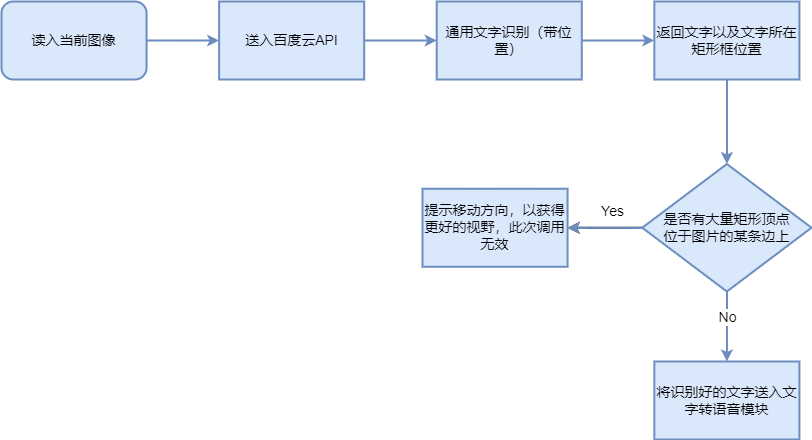 读入当前图像
送入百度云API
通用文字识别（带位
置）
返回文字以及文字所在
矩形框位置
是否有大量矩形顶点
位于图片的某条边上
Yes
提示移动方向，以获得
更好的视野，此次调用
无效
No
将识别好的文字送入文
字转语音模块